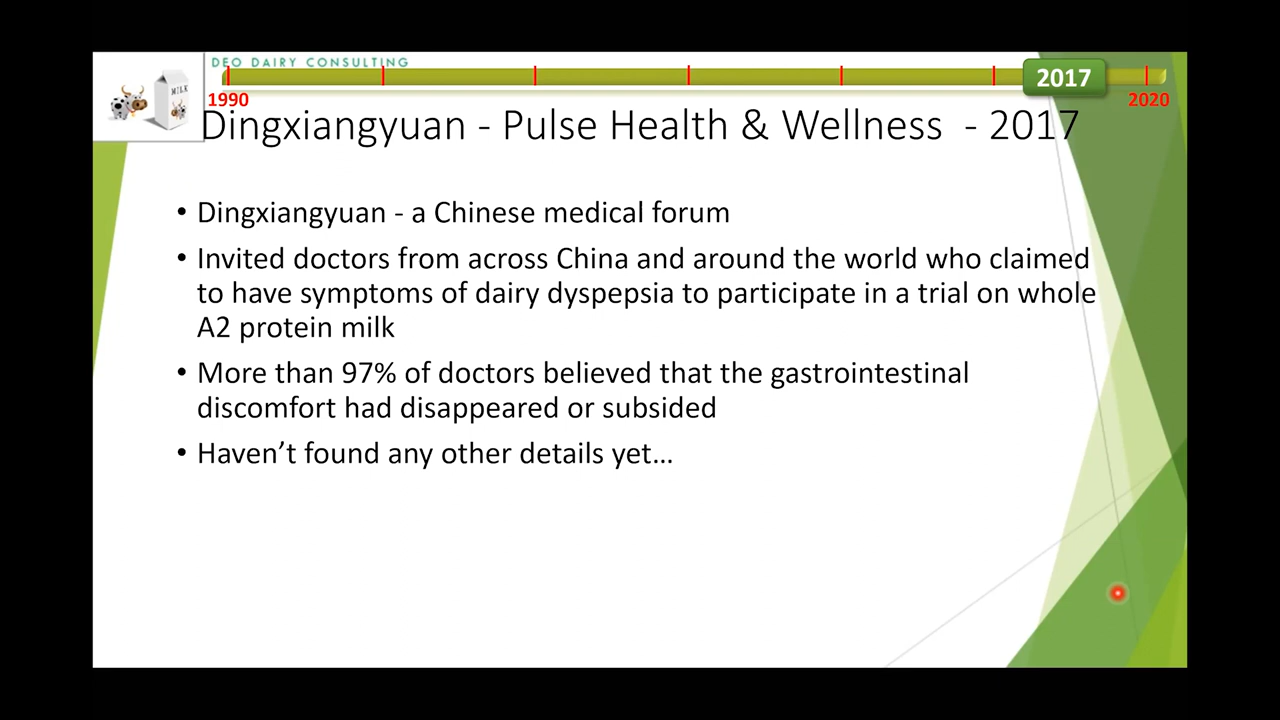 DEO DAIRY CONSULTING
MILK
2017
1990
2020
Dingxiangyuan - Pulse Health & Wellness - 2017
• Dingxiangyuan - a Chinese medical forum
• Invited doctors from across China and around the world who claimed
to have symptoms of dairy dyspepsia to participate in a trial on whole
A2 protein milk
• More than 97% of doctors believed that the gastrointestinal
discomfort had disappeared or subsided
• Haven’t found any other details yet…